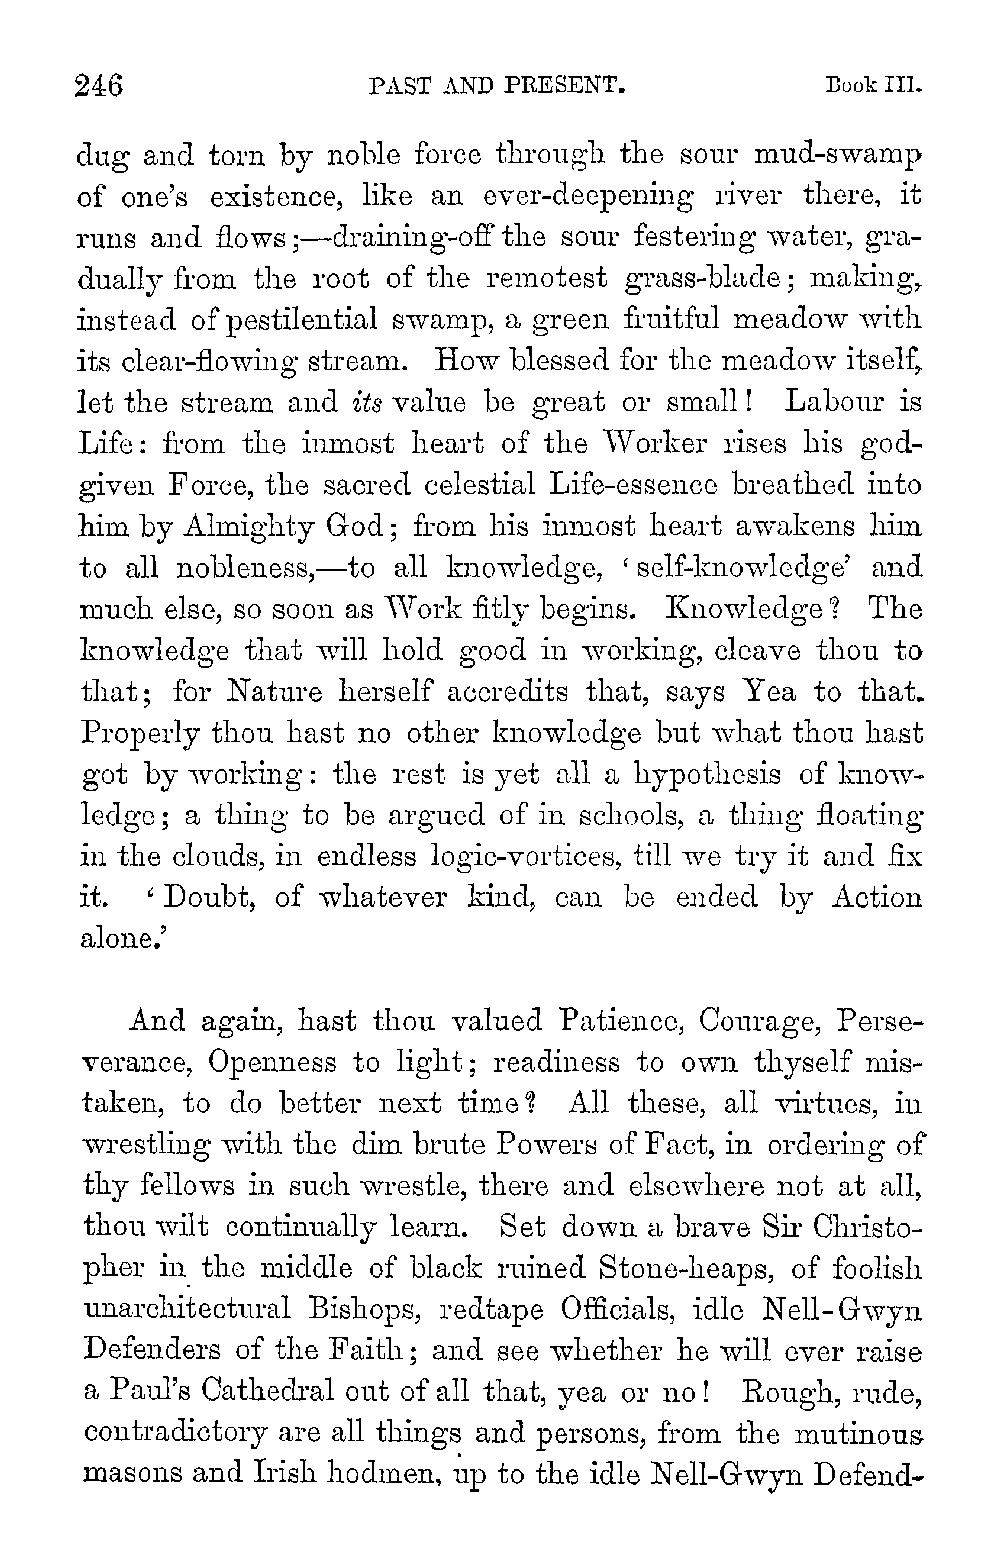 246 PAST AND PRESENT. Book III.
dug and torn by noble force through the sour mud-swamp
of one's existence, like an ever-deepening river there, it
runs and flows;—draining-off the sour festering water, gra-
dually from the root of the remotest grass-blade; making,
instead of pestilential swamp, a green fruitful meadow with
its clear-flowing stream. How blessed for the meadow itself,
let the stream and its value be great or small! Labour is
Life: from the inmost heart of the Worker rises his god-
given Force, the sacred celestial Life-essence breathed into
him by Almighty God; from his inmost heart awakens him
to all nobleness,—to all knowledge, 'self-knowledge' and
much else, so soon as Work fitly begins. Knowledge? The
knowledge that will hold good in working, cleave thou to
that; for Nature herself accredits that, says Yea to that.
Properly thou hast no other knowledge but what thou hast
got by working: the rest is yet all a hypothesis of know-
ledge; a thing to be argued of in schools, a thing floating
in the clouds, in endless logic-vortices, till we try it and fix
it. 'Doubt, of whatever kind, can be ended by Action
alone.'
And again, hast thou valued Patience, Courage, Perse-
verance, Openness to light; readiness to own thyself mis-
taken, to do better next time? All these, all virtues, in
wrestling with the dim brute Powers of Fact, in ordering of
thy fellows in such wrestle, there and elsewhere not at all,
thou wilt continually learn. Set down a brave Sir Christo-
pher in the middle of black ruined Stone-heaps, of foolish
unarchitectural Bishops, redtape Officials, idle Nell-Gwyn
Defenders of the Faith; and see whether he will ever raise
a Paul's Cathedral out of all that, yea or no! Rough, rude,
contradictory are all things and persons, from the mutinous
masons and Irish hodmen, up to the idle Nell-Gwyn Defend-